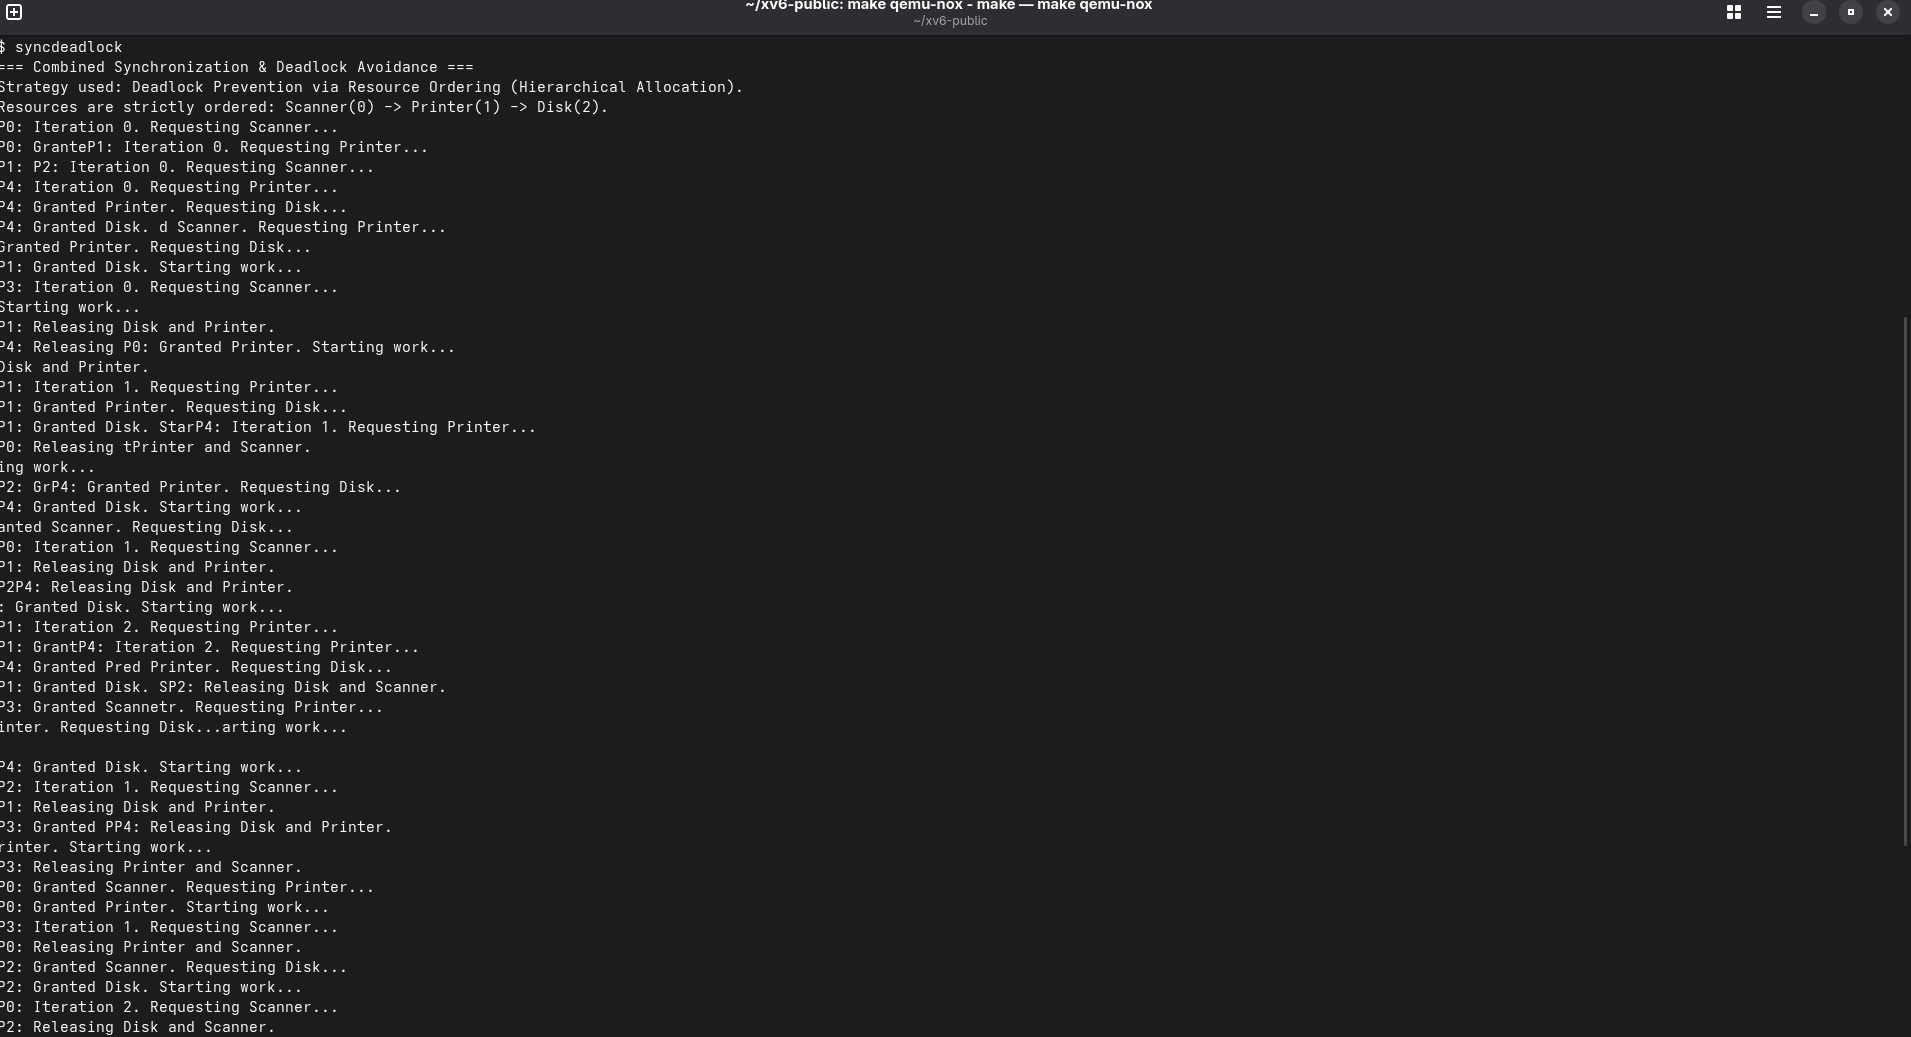 ~/xv6-public: make qemu-nox - make — make qemu-nox
~/xv6-public
$ syncdeadlock
=== Combined Synchronization & Deadlock Avoidance ===
Strategy used: Deadlock Prevention via Resource Ordering (Hierarchical Allocation).
Resources are strictly ordered: Scanner(0) -> Printer(1) -> Disk(2).
P0: Iteration 0. Requesting Scanner...
P0: GranteP1: Iteration 0. Requesting Printer...
P1: P2: Iteration 0. Requesting Scanner...
P4: Iteration 0. Requesting Printer...
P4: Granted Printer. Requesting Disk...
P4: Granted Disk. d Scanner. Requesting Printer...
Granted Printer. Requesting Disk...
P1: Granted Disk. Starting work...
P3: Iteration 0. Requesting Scanner...
Starting work...
P1: Releasing Disk and Printer.
P4: Releasing P0: Granted Printer. Starting work...
Disk and Printer.
P1: Iteration 1. Requesting Printer...
P1: Granted Printer. Requesting Disk...
P1: Granted Disk. StarP4: Iteration 1. Requesting Printer...
P0: Releasing tPrinter and Scanner.
ing work...
P2: GrP4: Granted Printer. Requesting Disk...
P4: Granted Disk. Starting work...
anted Scanner. Requesting Disk...
P0: Iteration 1. Requesting Scanner...
P1: Releasing Disk and Printer.
P2P4: Releasing Disk and Printer.
: Granted Disk. Starting work...
P1: Iteration 2. Requesting Printer...
P1: GrantP4: Iteration 2. Requesting Printer...
P4: Granted Pred Printer. Requesting Disk...
P1: Granted Disk. SP2: Releasing Disk and Scanner.
P3: Granted Scannetr. Requesting Printer...
inter. Requesting Disk...arting work...
P4: Granted Disk. Starting work...
P2: Iteration 1. Requesting Scanner...
P1: Releasing Disk and Printer.
P3: Granted PP4: Releasing Disk and Printer.
rinter. Starting work...
P3: Releasing Printer and Scanner.
P0: Granted Scanner. Requesting Printer...
P0: Granted Printer. Starting work...
P3: Iteration 1. Requesting Scanner...
P0: Releasing Printer and Scanner.
P2: Granted Scanner. Requesting Disk...
P2: Granted Disk. Starting work...
P0: Iteration 2. Requesting Scanner...
P2: Releasing Disk and Scanner.